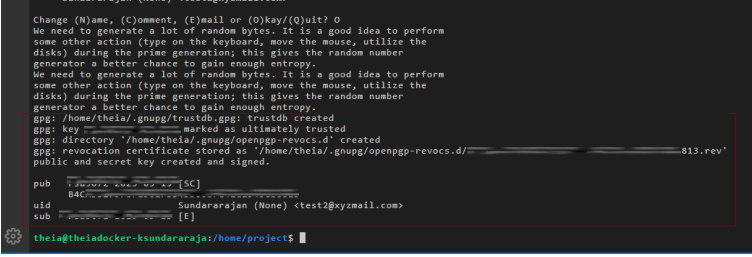 Change (N)ame, (C)omment, (E)mail or (O)kay/(Q)uit? O
We need to generate a lot of random bytes. It is a good idea to perform
some other action (type on the keyboard, move the mouse, utilize the
disks) during the prime generation; this gives the random number
generator a better chance to gain enough entropy.
We need to generate a lot of random bytes. It is a good idea to perform
some other action (type on the keyboard, move the mouse, utilize the
disks) during the prime generation; this gives the random number
generator a better chance to gain enough entropy.
gpg: /home/theia/.gnupg/trustdb.gpg: trustdb created
gpg: key marked as ultimately trusted
gpg: directory '/home/theia/.gnupg/openpgp-revocs.d' created
gpg: revocation certificate stored as '/home/theia/.gnupg/openpgp-revocs.d/ 813.rev'
public and secret key created and signed.
pub [SC]
B4C
uid Sundararajan (None) <test2@xyzmail.com>
sub [E]
theia@theiadocker-ksundararaja:/home/project$